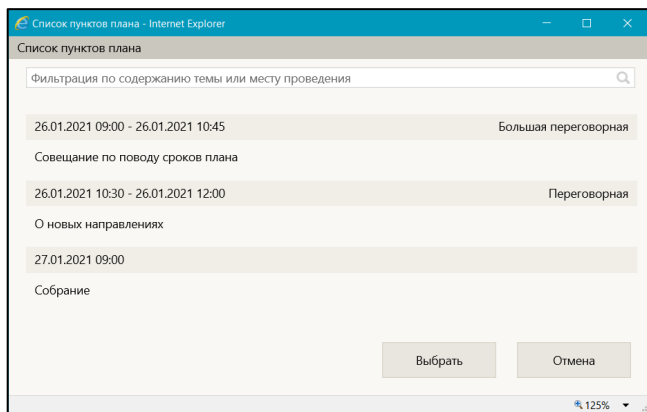 Список пунктов плана - Internet Explorer
Список пунктов плана
Фильтрация по содержанию темы или месту проведения
26.01.2021 09:00 - 26.01.2021 10:45 Большая переговорная
Совещание по поводу сроков плана
26.01.2021 10:30 - 26.01.2021 12:00 Переговорная
О новых направлениях
27.01.2021 09:00
Собрание
Выбрать Отмена
125%